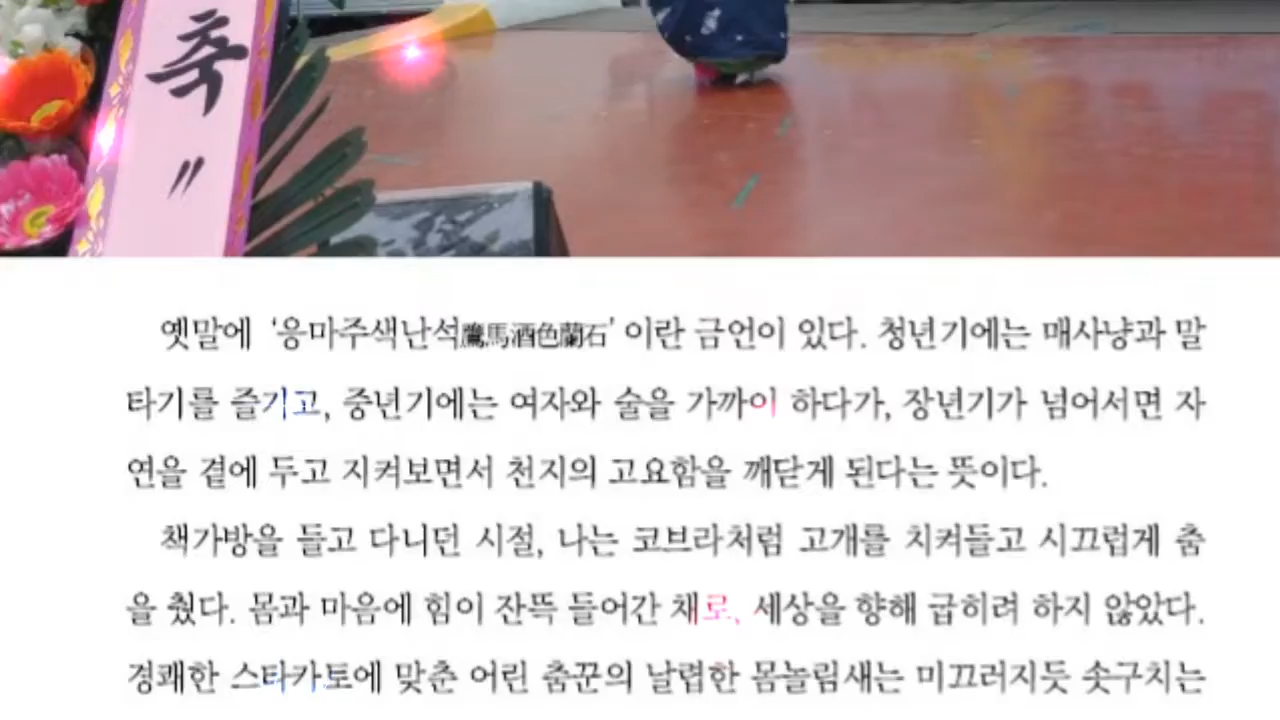 축
〃
옛말에 ‘응마주색난석鷹馬酒色蘭石’ 이란 금언이 있다. 청년기에는 매사냥과 말
타기를 즐기고, 중년기에는 여자와 술을 가까이 하다가, 장년기가 넘어서면 자
연을 곁에 두고 지켜보면서 천지의 고요함을 깨닫게 된다는 뜻이다.
책가방을 들고 다니던 시절, 나는 코브라처럼 고개를 치켜들고 시끄럽게 춤
을 췄다. 몸과 마음에 힘이 잔뜩 들어간 채로, 세상을 향해 굽히려 하지 않았다.
경쾌한 스타카토에 맞춘 어린 춤꾼의 날렵한 몸놀림새는 미끄러지듯 솟구치는